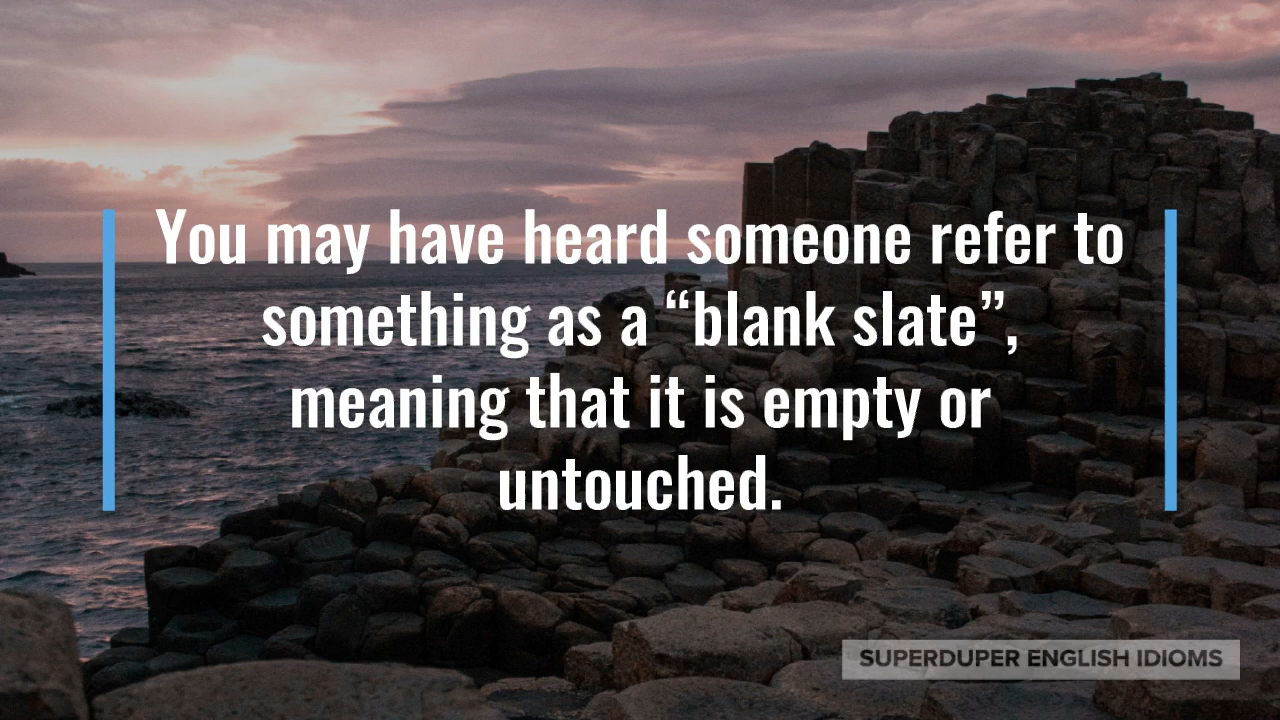 You may have heard someone refer to
something as a “blank slate”,
meaning that it is empty or
untouched.
SUPERDUPER ENGLISH IDIOMS